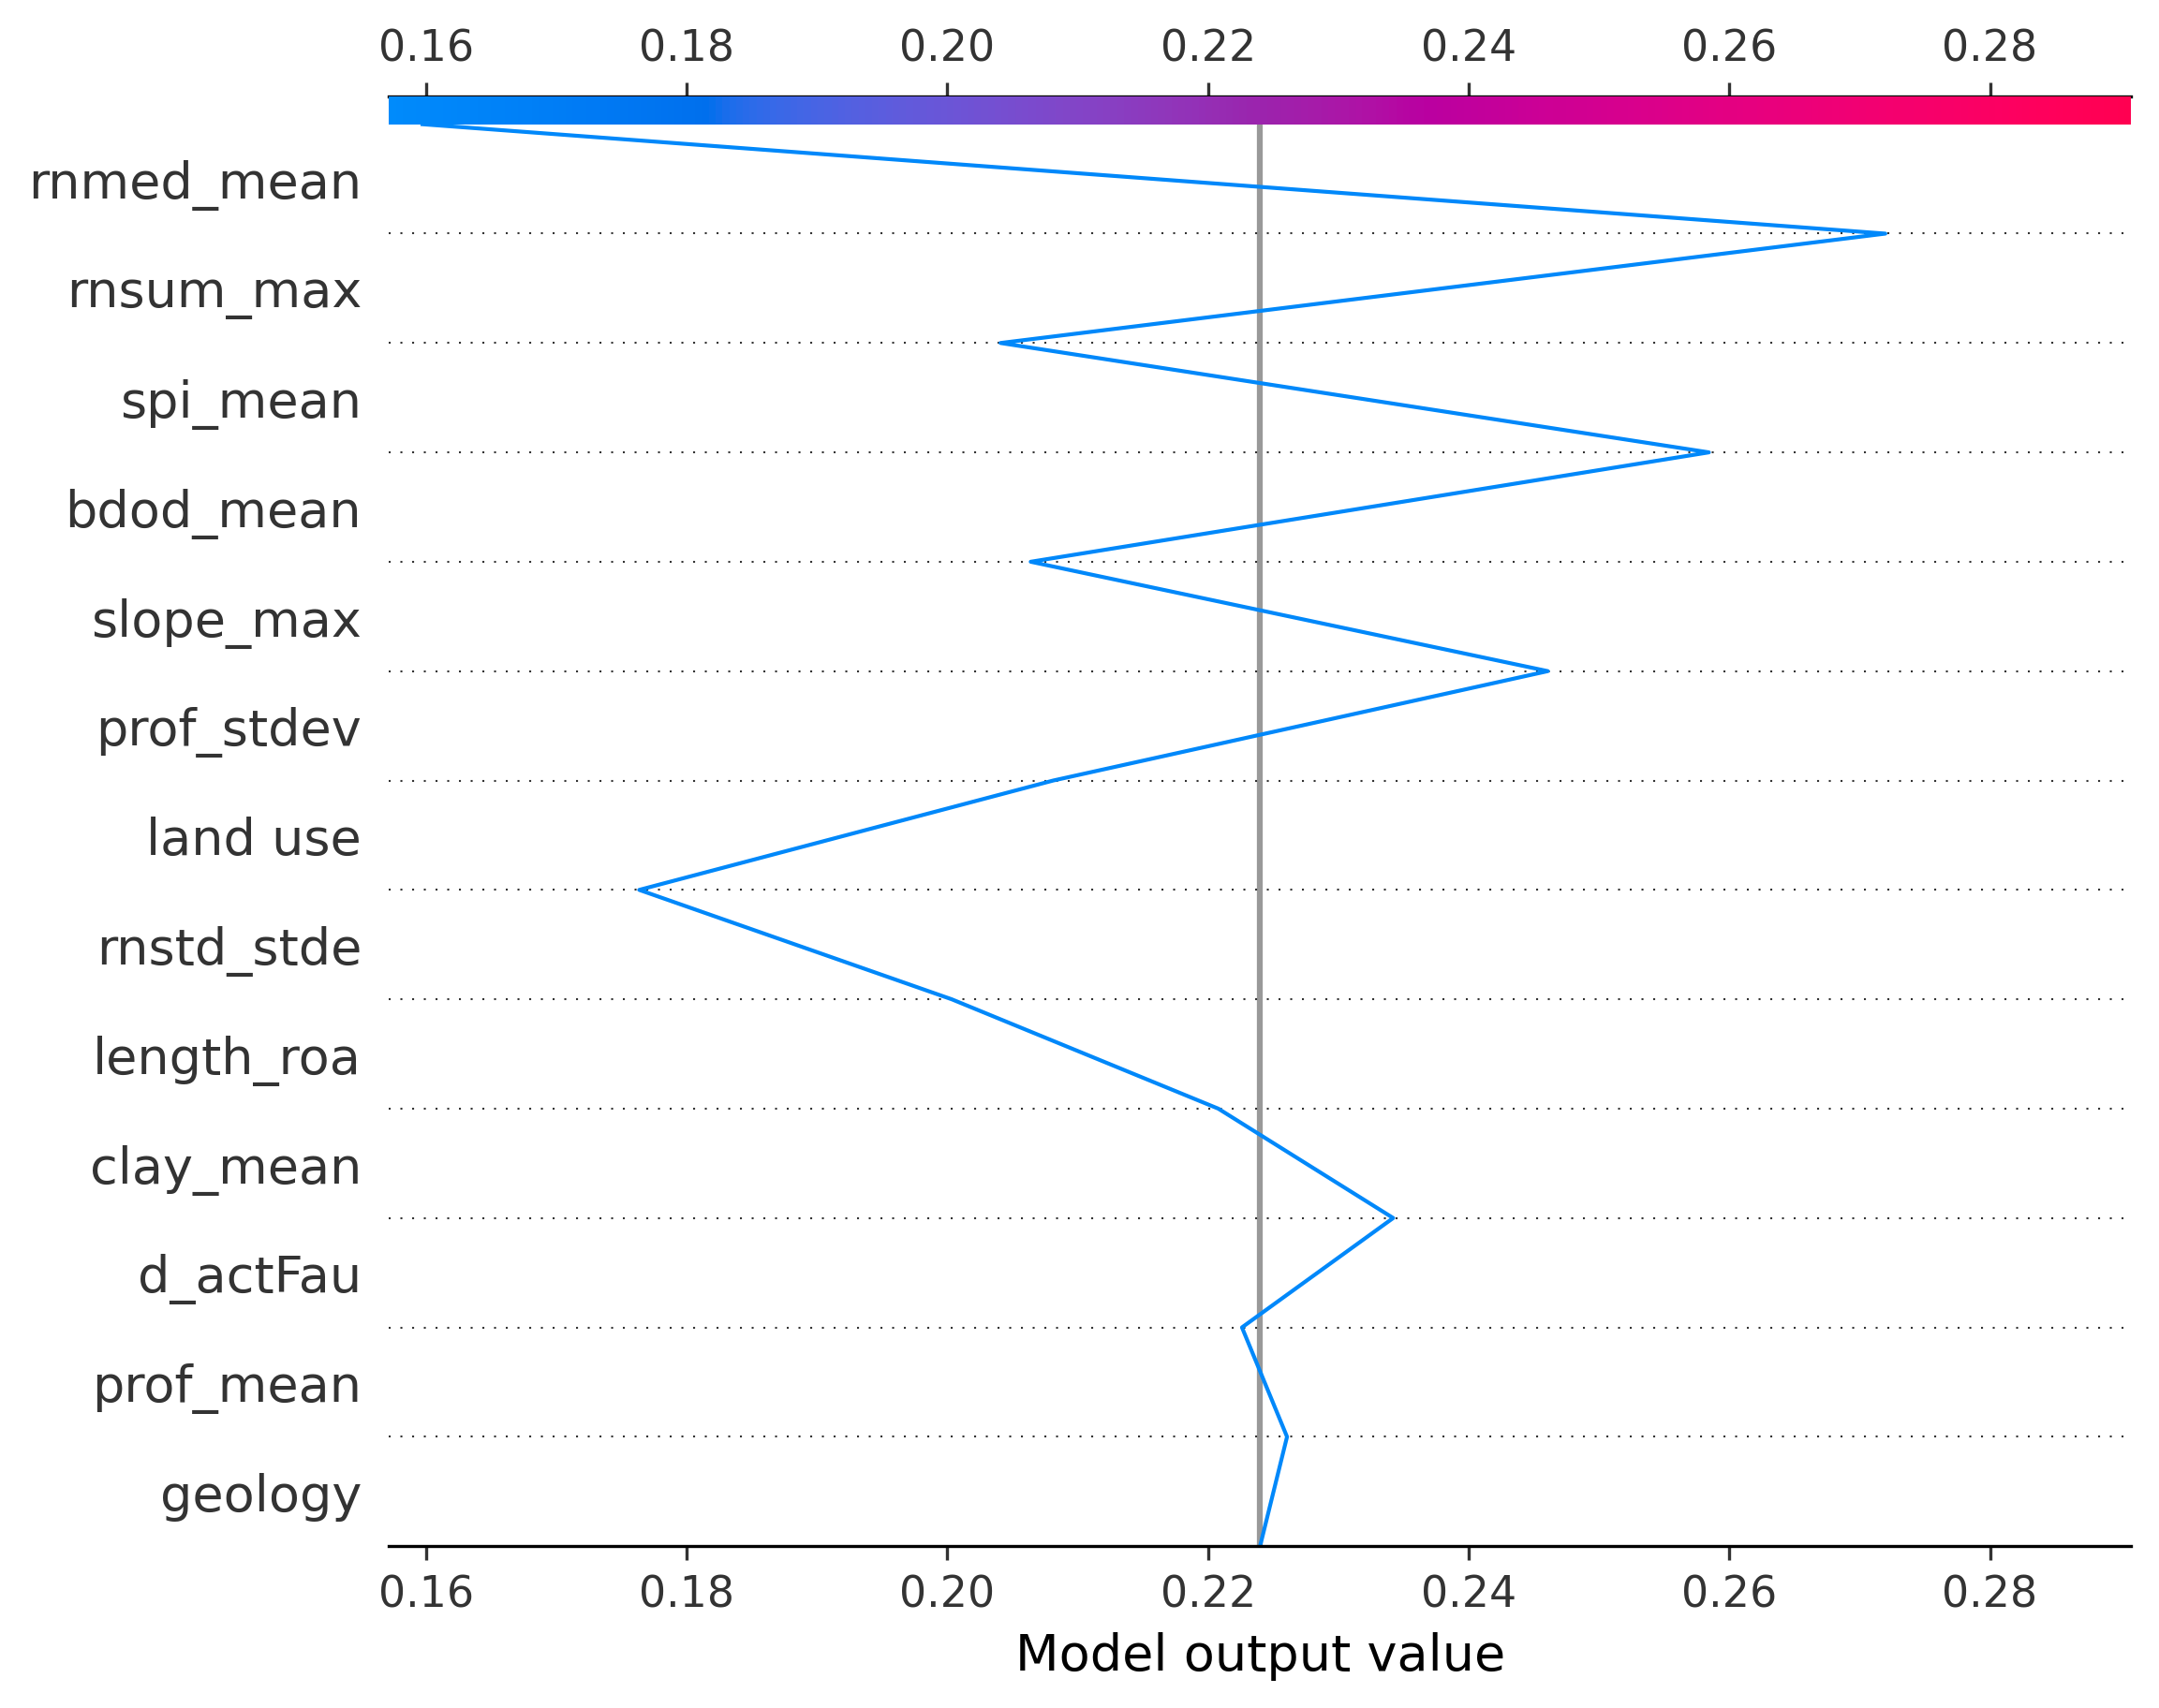 0.16 0.18 0.20 0.22 0.24 0.26 0.28
rnmed_mean
rnsum_max
spi_mean
bdod_mean
slope_max
prof_stdev
land use
rnstd_stde
length_roa
clay_mean
d_actFau
prof_mean
geology
0.16 0.18 0.20 0.22 0.24 0.26 0.28
Model output value